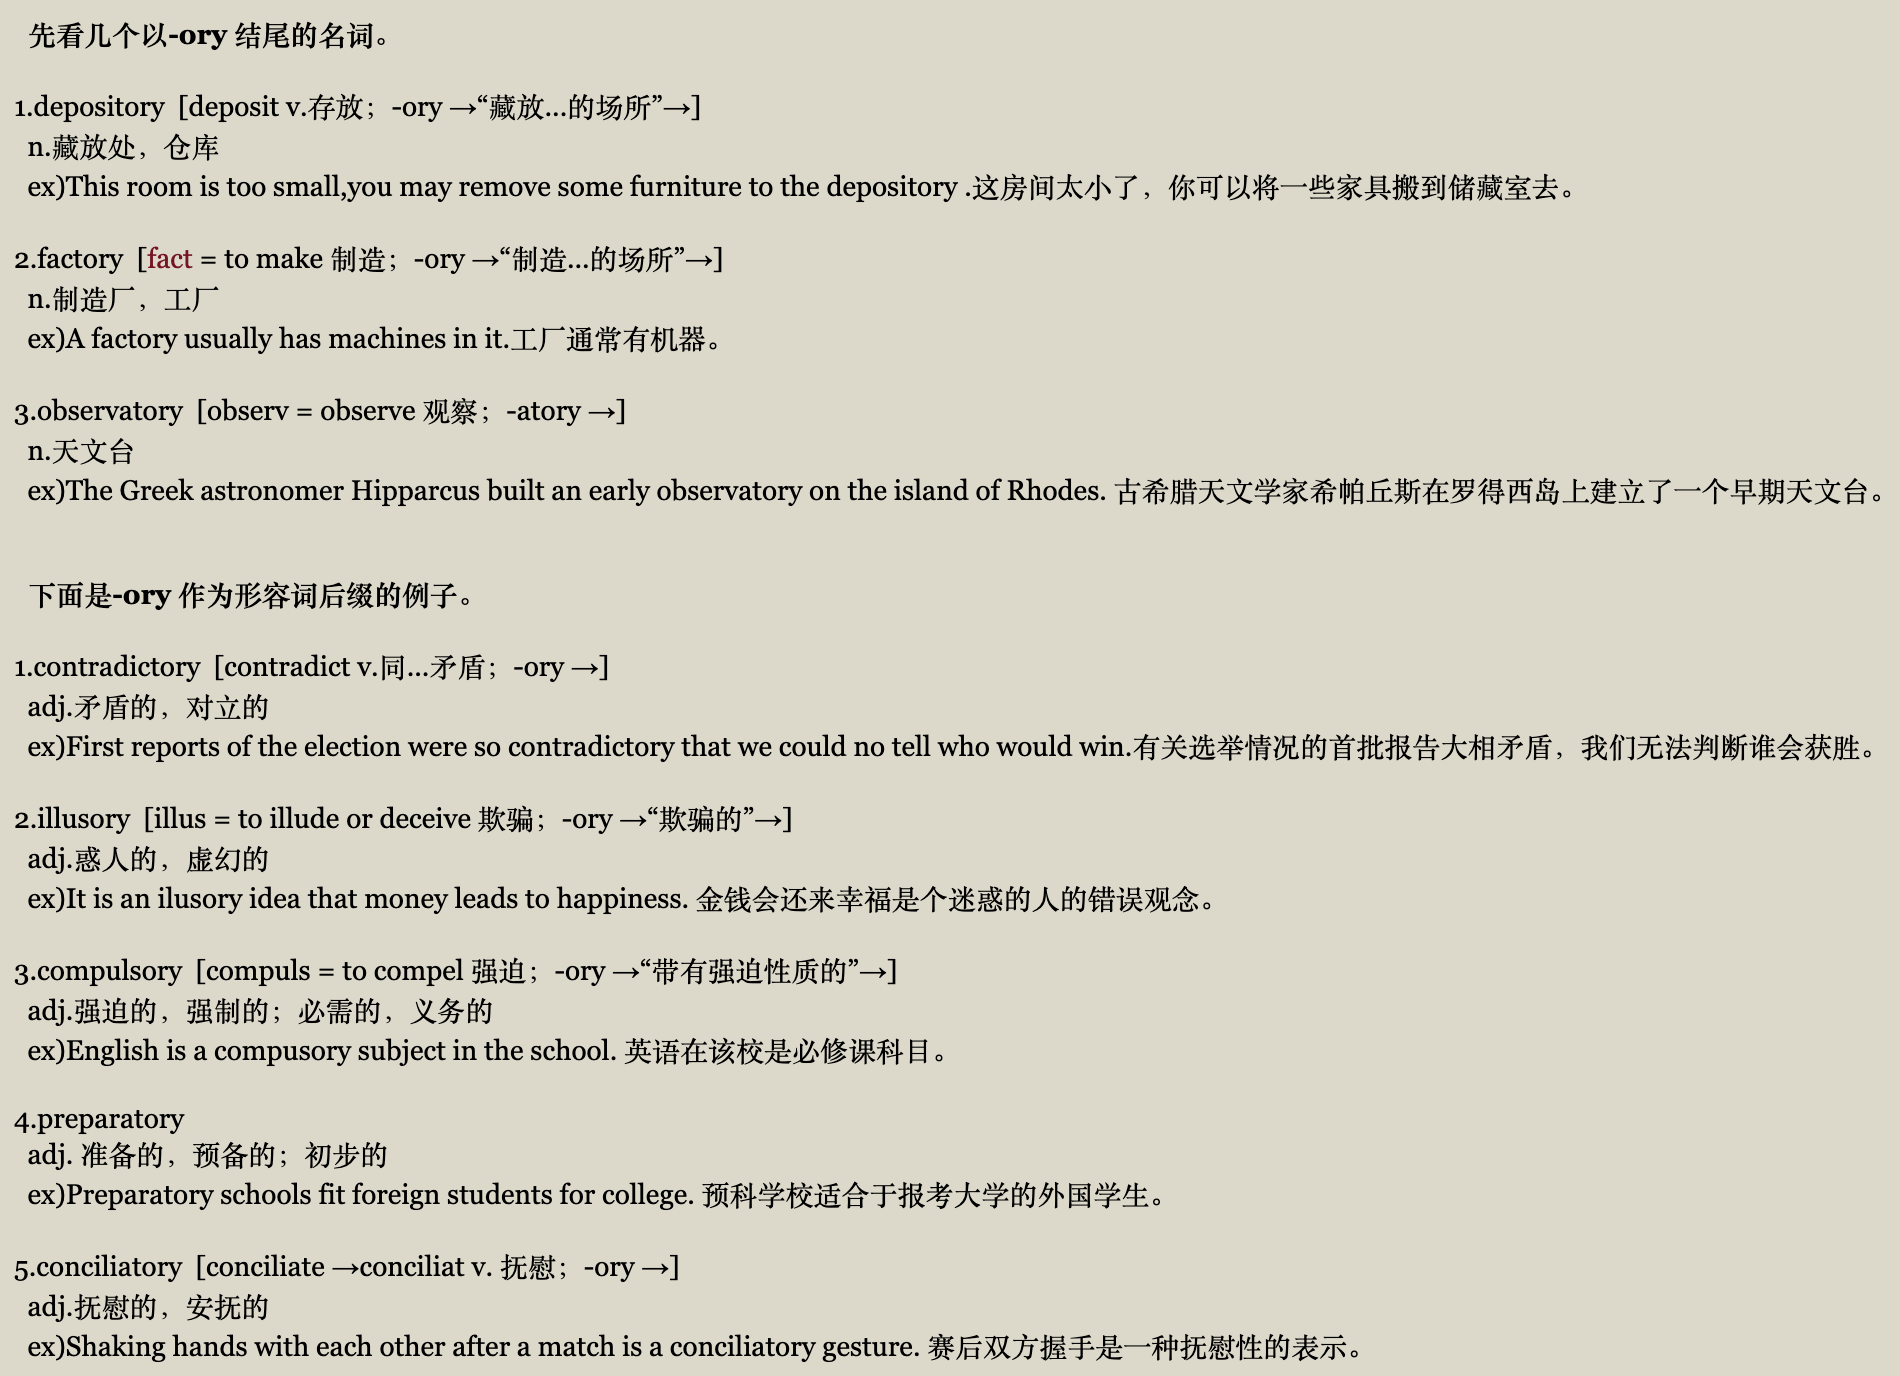 先看几个以-ory 结尾的名词。
1.depository [deposit v.存放；-ory →“藏放...的场所”→]
n.藏放处，仓库
ex)This room is too small,you may remove some furniture to the depository .这房间太小了，你可以将一些家具搬到储藏室去。
2.factory [fact = to make 制造；-ory →“制造...的场所”→]
n.制造厂，工厂
ex)A factory usually has machines in it.工厂通常有机器。
3.observatory [observ = observe 观察；-atory →]
n.天文台
ex)The Greek astronomer Hipparcus built an early observatory on the island of Rhodes. 古希腊天文学家希帕丘斯在罗得西岛上建立了一个早期天文台。
下面是-ory 作为形容词后缀的例子。
1.contradictory [contradict v.同...矛盾；-ory →]
adj.矛盾的，对立的
ex)First reports of the election were so contradictory that we could no tell who would win.有关选举情况的首批报告大相矛盾，我们无法判断谁会获胜。
2.illusory [illus = to illude or deceive 欺骗；-ory →“欺骗的”→]
adj.惑人的，虚幻的
ex)It is an ilusory idea that money leads to happiness. 金钱会还来幸福是个迷惑的人的错误观念。
3.compulsory [compuls = to compel 强迫；-ory →“带有强迫性质的”→]
adj.强迫的，强制的；必需的，义务的
ex)English is a compusory subject in the school. 英语在该校是必修课科目。
4.preparatory
adj. 准备的，预备的；初步的
ex)Preparatory schools fit foreign students for college. 预科学校适合于报考大学的外国学生。
5.conciliatory [conciliate →conciliat v. 抚慰；-ory →]
adj.抚慰的，安抚的
ex)Shaking hands with each other after a match is a conciliatory gesture. 赛后双方握手是一种抚慰性的表示。